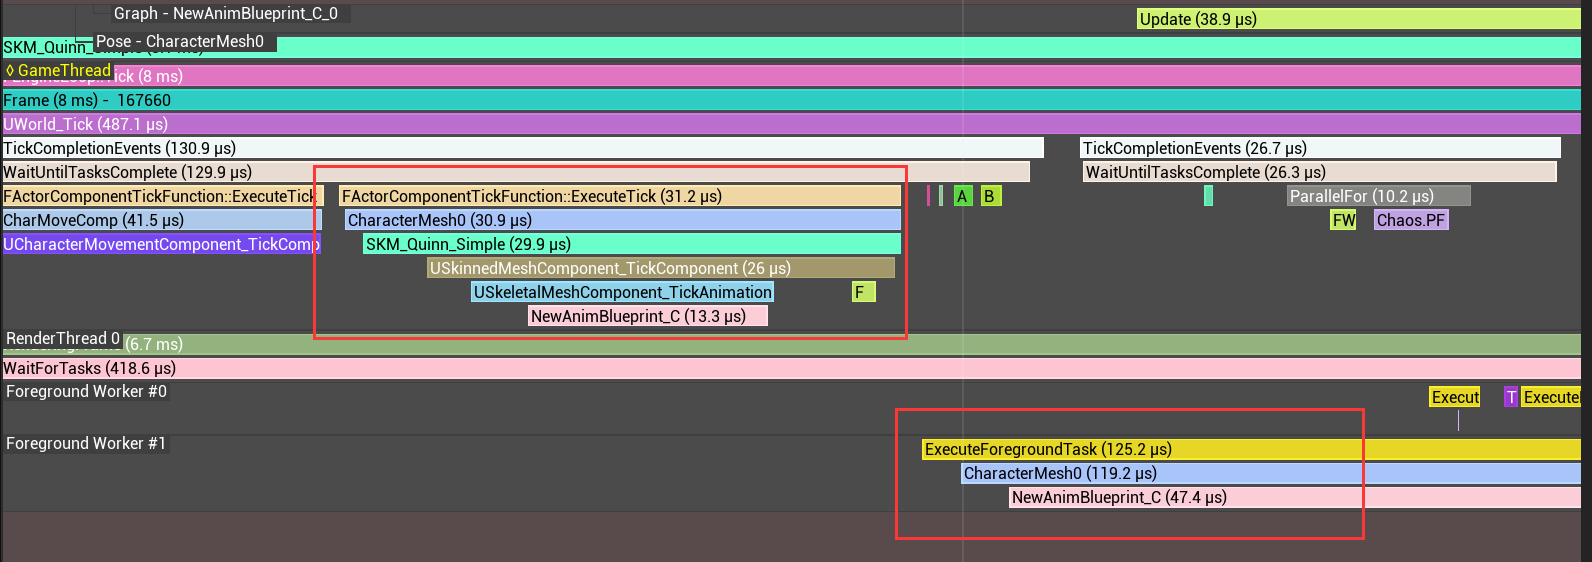 Graph - NewAnimBlueprint_C_0
Update (38.9 µs)
Pose - CharacterMesh0
SKM_Quinn_Simple
◊ GameThread
Tick (8 ms)
Frame (8 ms) - 167660
UWorld_Tick (487.1 µs)
TickCompletionEvents (130.9 µs)
TickCompletionEvents (26.7 µs)
WaitUntilTasksComplete (129.9 µs)
WaitUntilTasksComplete (26.3 µs)
FActorComponentTickFunction::ExecuteTick
FActorComponentTickFunction::ExecuteTick (31.2 µs)
A
B
ParallelFor (10.2 µs)
CharMoveComp (41.5 µs)
CharacterMesh0 (30.9 µs)
FW
Chaos.PF
UCharacterMovementComponent_TickComp
SKM_Quinn_Simple (29.9 µs)
USkinnedMeshComponent_TickComponent (26 µs)
USkeletalMeshComponent_TickAnimation
F
NewAnimBlueprint_C (13.3 µs)
RenderThread 0
(6.7 ms)
WaitForTasks (418.6 µs)
Foreground Worker #0
Execut
T
Execute
Foreground Worker #1
ExecuteForegroundTask (125.2 µs)
CharacterMesh0 (119.2 µs)
NewAnimBlueprint_C (47.4 µs)